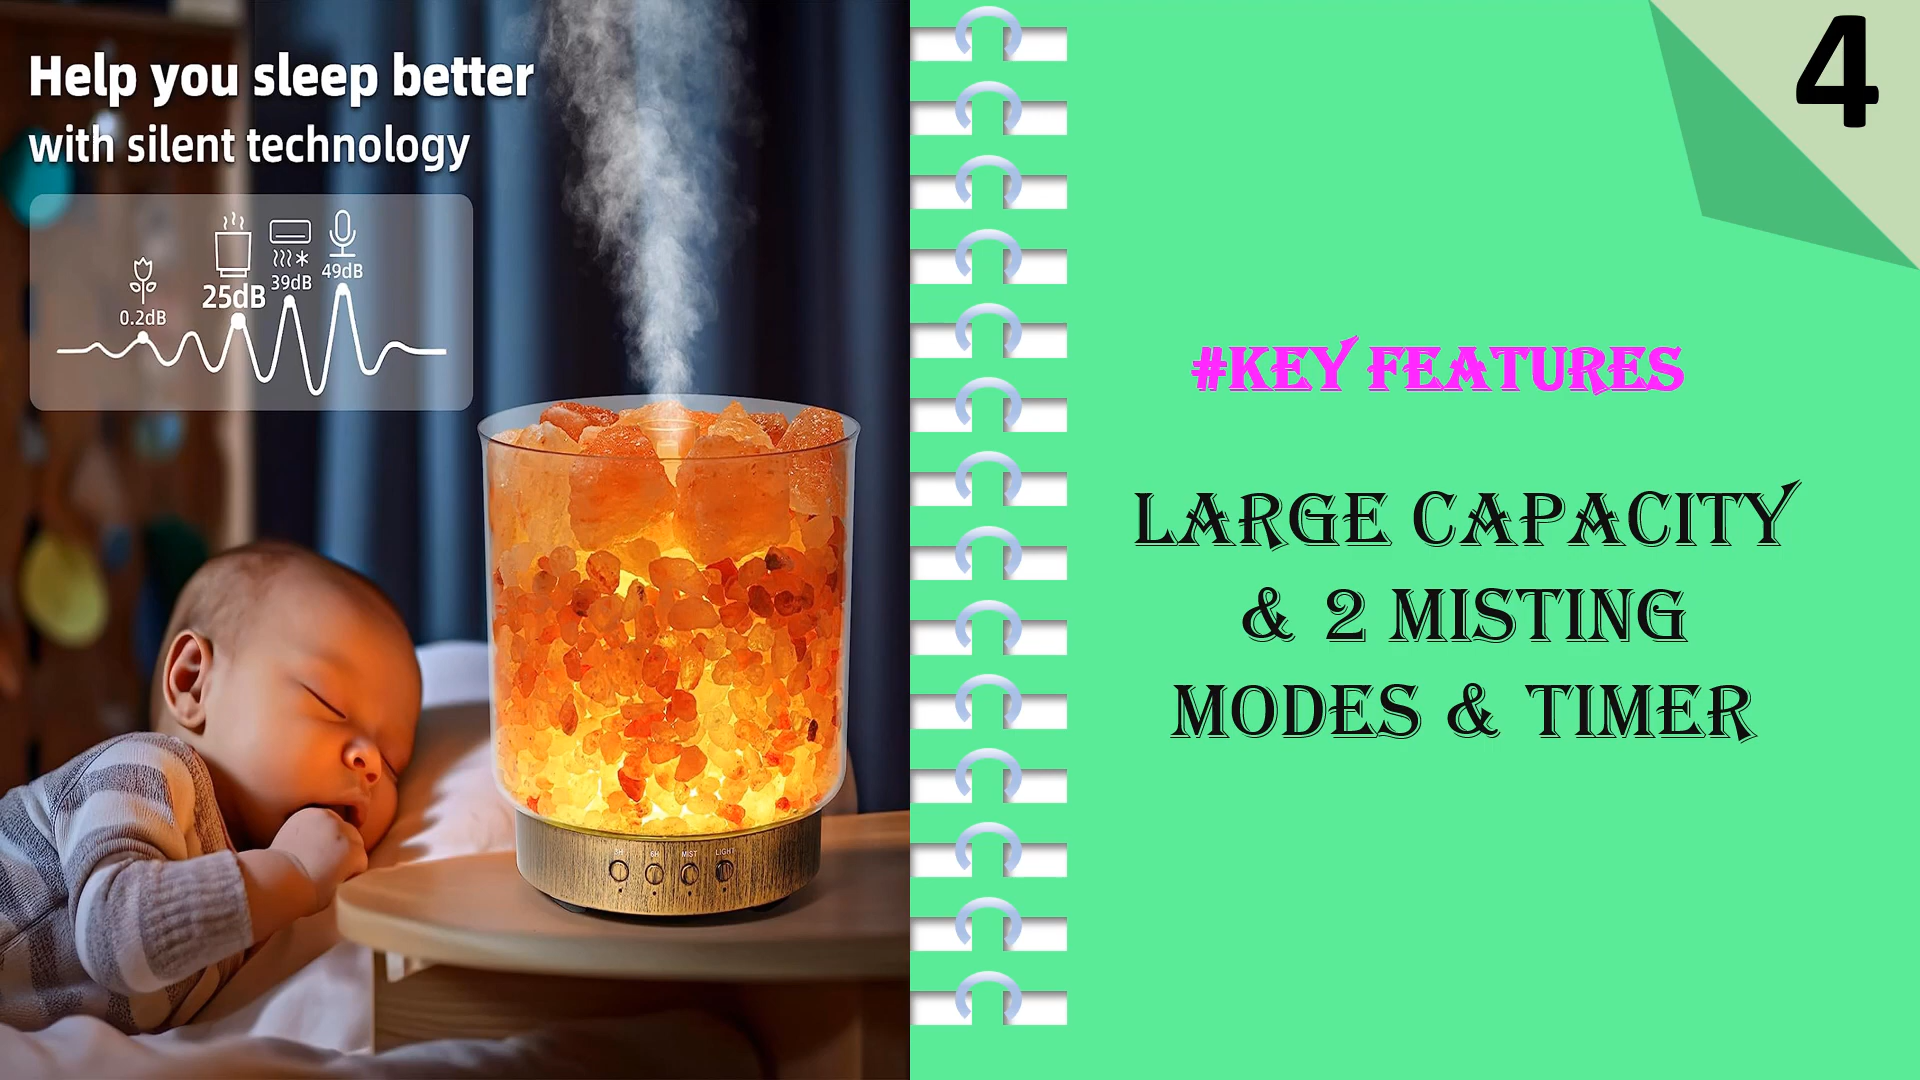 Help you sleep better
with silent technology
0.2dB
25dB
39dB
49dB
6H
MIST
LIGHT
4
#KEY FEATURES
LARGE CAPACITY
& 2 MISTING
MODES & TIMER